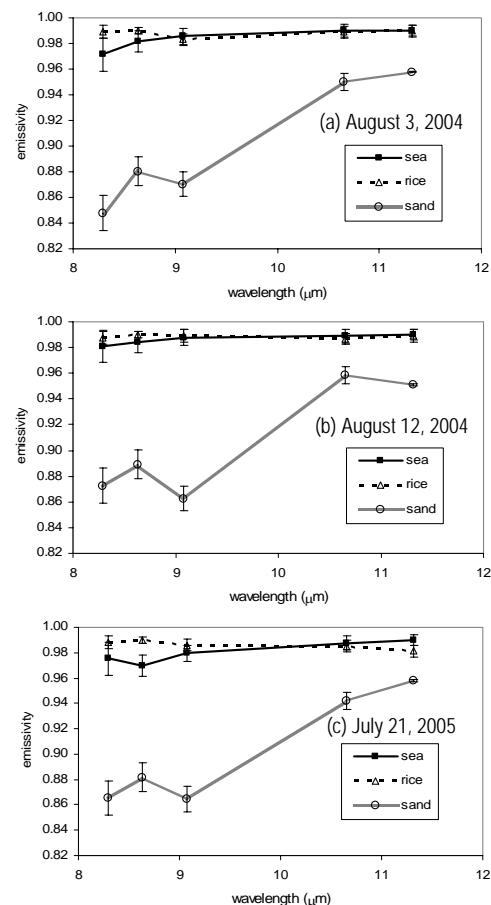 1.00
0.98
0.96
0.94
0.92
0.90
0.88
0.86
0.84
0.82
emissivity
(a) August 3, 2004
sea
rice
sand
8 9 10 11 12
wavelength (μm)
1.00
0.98
0.96
0.94
0.92
0.90
0.88
0.86
0.84
0.82
emissivity
(b) August 12, 2004
sea
rice
sand
8 9 10 11 12
wavelength (μm)
1.00
0.98
0.96
0.94
0.92
0.90
0.88
0.86
0.84
0.82
emissivity
(c) July 21, 2005
sea
rice
sand
8 9 10 11 12
wavelength (μm)